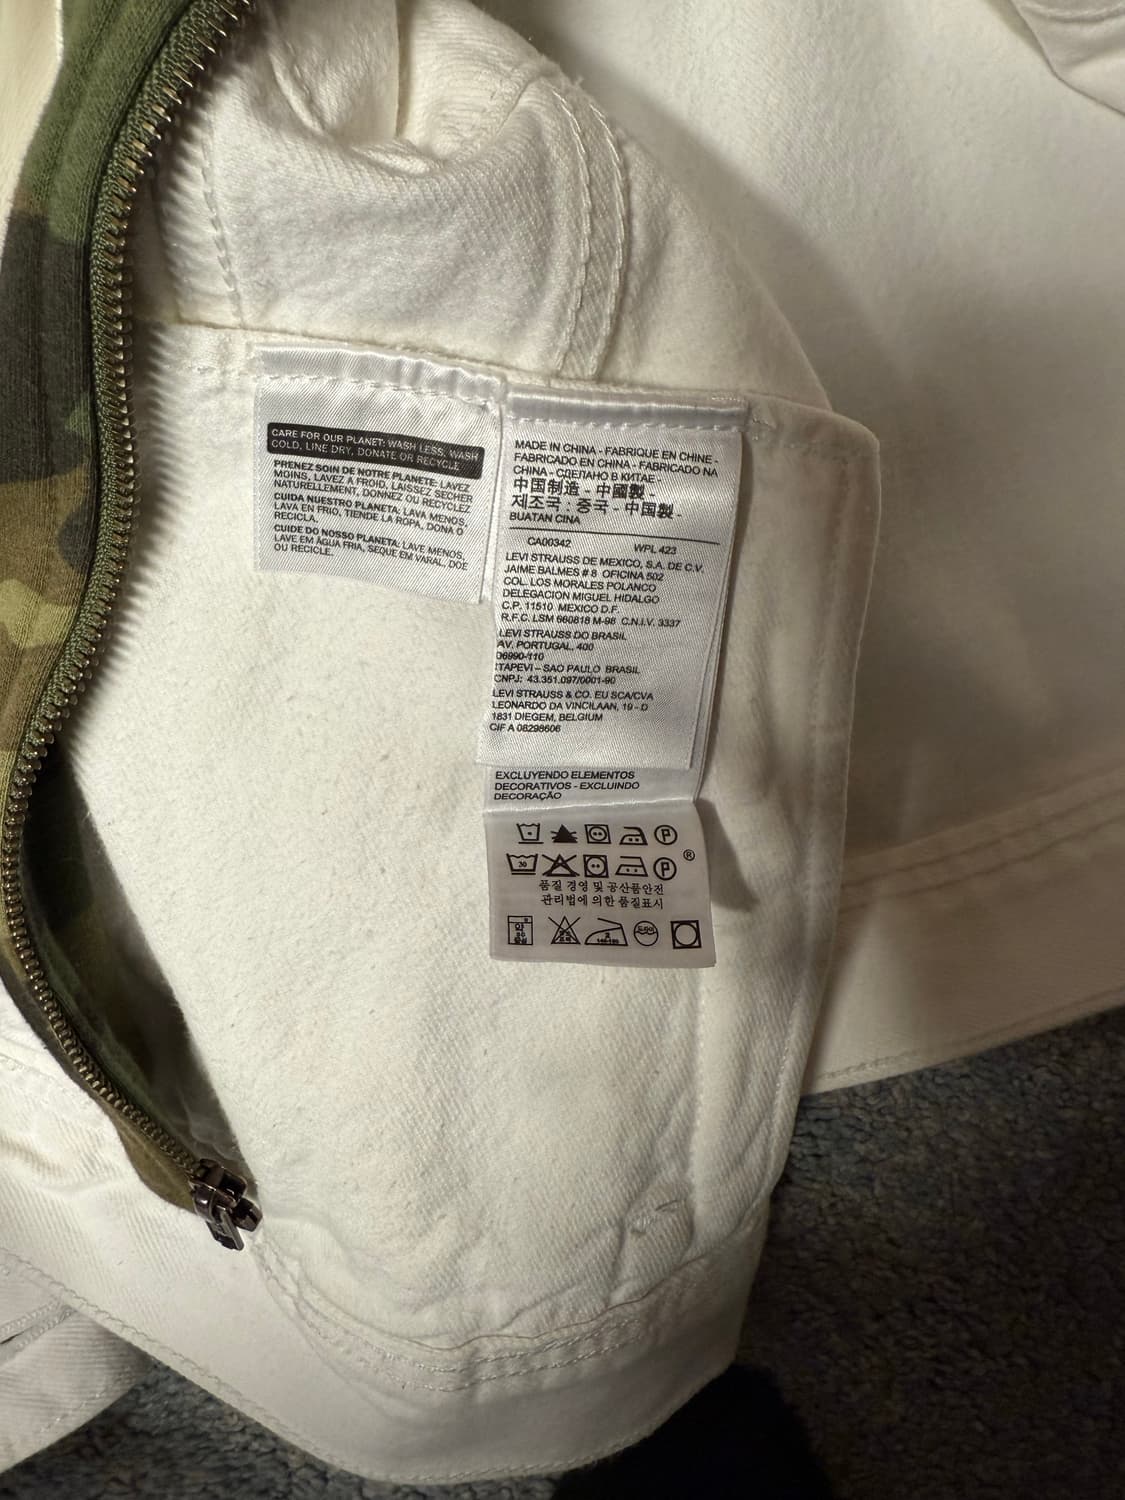 CARE FOR OUR PLANET: WASH LESS, WASH
COLD, LINE DRY, DONATE OR RECYCLE
PRENEZ SOIN DE NOTRE PLANETE: LAVEZ
MOINS, LAVEZ A FROID, LAISSEZ SECHER
NATURELLEMENT, DONNEZ OU RECYCLEZ
CUIDA NUESTRO PLANETA: LAVA MENOS,
LAVA EN FRIO, TIENDE LA ROPA, DONA O
RECICLA.
CUIDE DO NOSSO PLANETA: LAVE MENOS,
LAVE EM ÁGUA FRIA, SEQUE EM VARAL, DOE
OU RECICLE.
MADE IN CHINA - FABRIQUE EN CHINE -
FABRICADO EN CHINA - FABRICADO NA
CHINA - СДЕЛАНО В КИТАЕ -
中国制造 - 中國製 -
제조국 : 중국 - 中国製 -
BUATAN CINA
CA00342 WPL 423
LEVI STRAUSS DE MEXICO, S.A. DE C.V.
JAIME BALMES # 8 OFICINA 502
COL. LOS MORALES POLANCO
DELEGACION MIGUEL HIDALGO
C.P. 11510 MEXICO D.F.
R.F.C. LSM 660818 M-98 C.N.I.V. 3337
LEVI STRAUSS DO BRASIL
AV. PORTUGAL, 400
06990-110
ITAPEVI – SAO PAULO BRASIL
CNPJ: 43.351.097/0001-90
LEVI STRAUSS & CO. EU SCA/CVA
LEONARDO DA VINCILAAN, 19 - D
1831 DIEGEM, BELGIUM
CIF A 08298606
EXCLUYENDO ELEMENTOS
DECORATIVOS - EXCLUINDO
DECORAÇÃO
P
30 P ®
품질 경영 및 공산품안전
관리법에 의한 품질표시